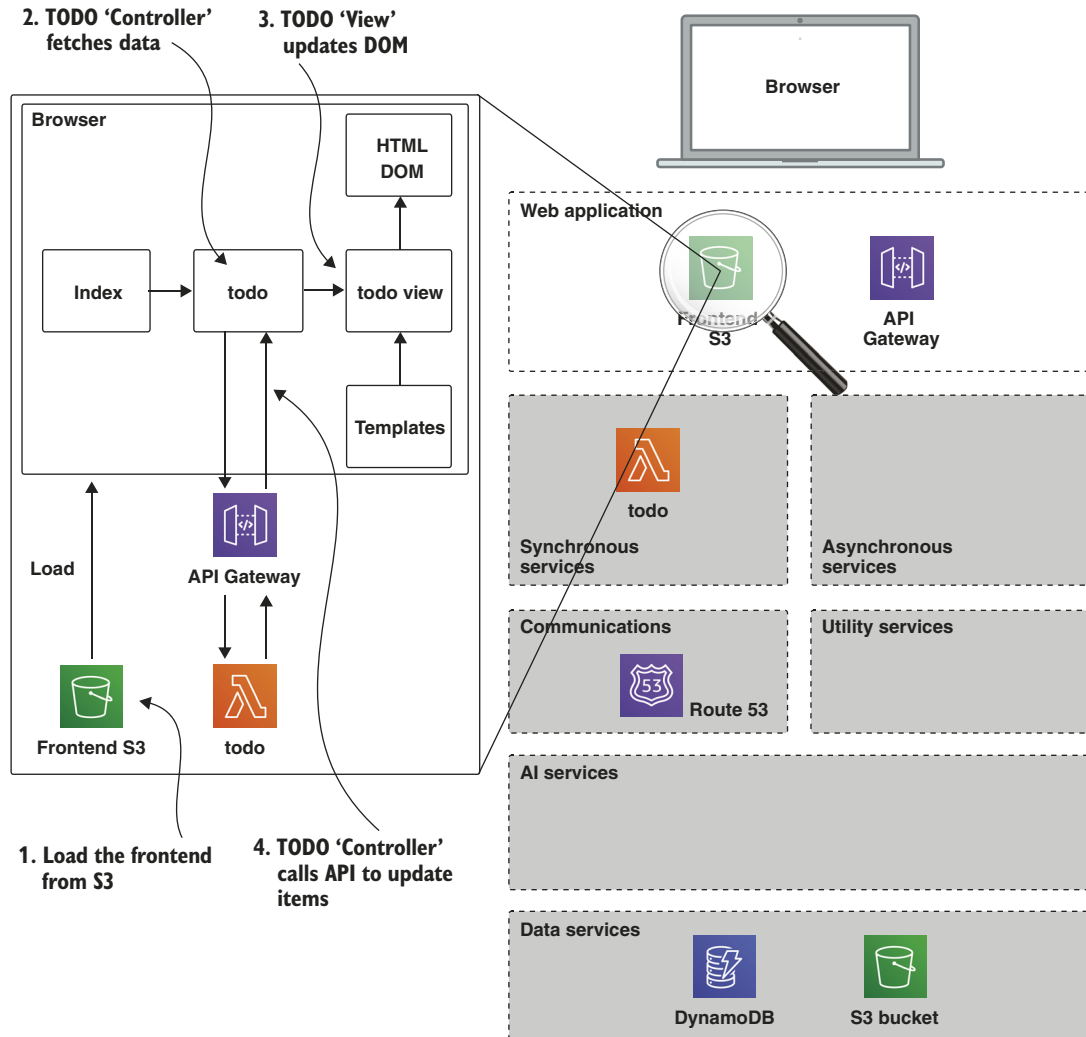 2. TODO ‘Controller’
fetches data
3. TODO ‘View’
updates DOM
Browser
HTML
DOM
Index
todo
todo view
Templates
Load
API Gateway
Frontend S3
todo
1. Load the frontend
from S3
4. TODO ‘Controller’
calls API to update
items
Browser
Web application
Frontend
S3
API
Gateway
todo
Synchronous
services
Asynchronous
services
Communications
53
Route 53
Utility services
AI services
Data services
DynamoDB
S3 bucket